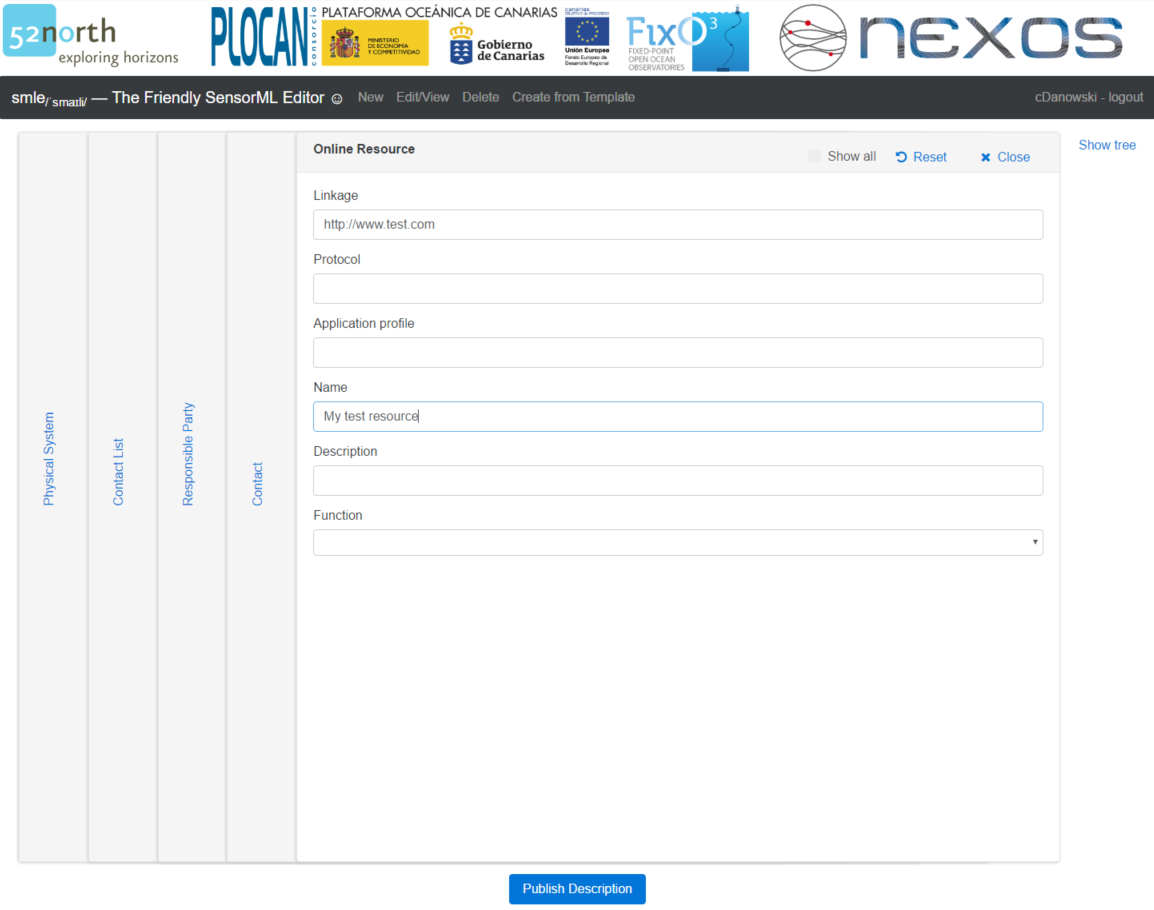 52north
exploring horizons
PLOCAN
consorcio
PLATAFORMA OCEÁNICA DE CANARIAS
MINISTERIO
DE ECONOMÍA
Y COMPETITIVIDAD
Gobierno
de Canarias
canarias
Unión Europea
Fondo Europeo de
Desarrollo Regional
FixO3
FIXED-POINT
OPEN OCEAN
OBSERVATORIES
nexos
smle/ˈsmaɪli/ — The Friendly SensorML Editor ☺ New Edit/View Delete Create from Template cDanowski - logout
Physical System
Contact List
Responsible Party
Contact
Online Resource Show all Reset Close
Show tree
Linkage
http://www.test.com
Protocol
Application profile
Name
My test resource
Description
Function
Publish Description